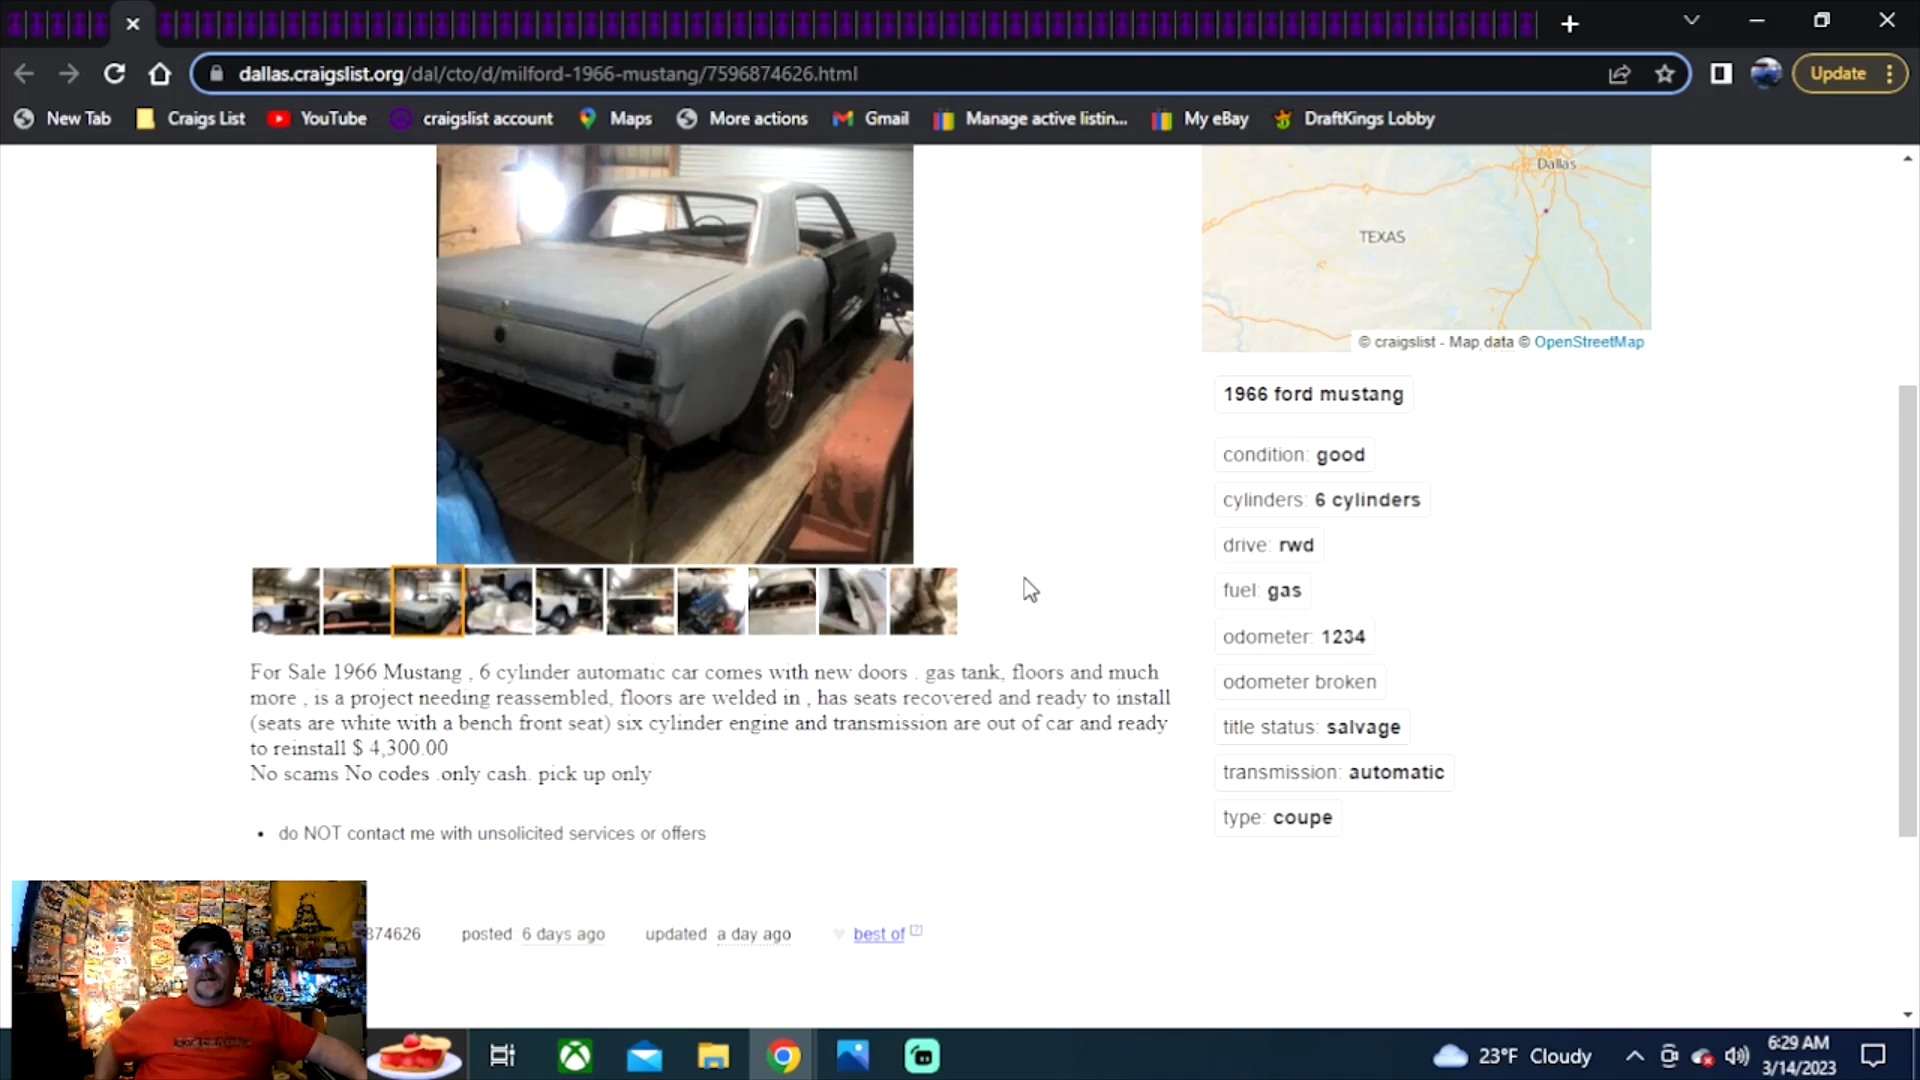 dallas.craigslist.org/dal/cto/d/milford-1966-mustang/7596874626.html
Update
New Tab
Craigs List
YouTube
craigslist account
Maps
More actions
Gmail
Manage active listin...
My eBay
DraftKings Lobby
Dallas
TEXAS
© craigslist - Map data © OpenStreetMap
1966 ford mustang
condition: good
cylinders: 6 cylinders
drive: rwd
fuel: gas
odometer: 1234
odometer broken
title status: salvage
transmission: automatic
type: coupe
For Sale 1966 Mustang , 6 cylinder automatic car comes with new doors . gas tank, floors and much
more , is a project needing reassembled, floors are welded in , has seats recovered and ready to install
(seats are white with a bench front seat) six cylinder engine and transmission are out of car and ready
to reinstall $ 4,300.00
No scams No codes .only cash. pick up only
• do NOT contact me with unsolicited services or offers
874626
posted: 6 days ago
updated: a day ago
best of [?]
23°F Cloudy
6:29 AM
3/14/2023